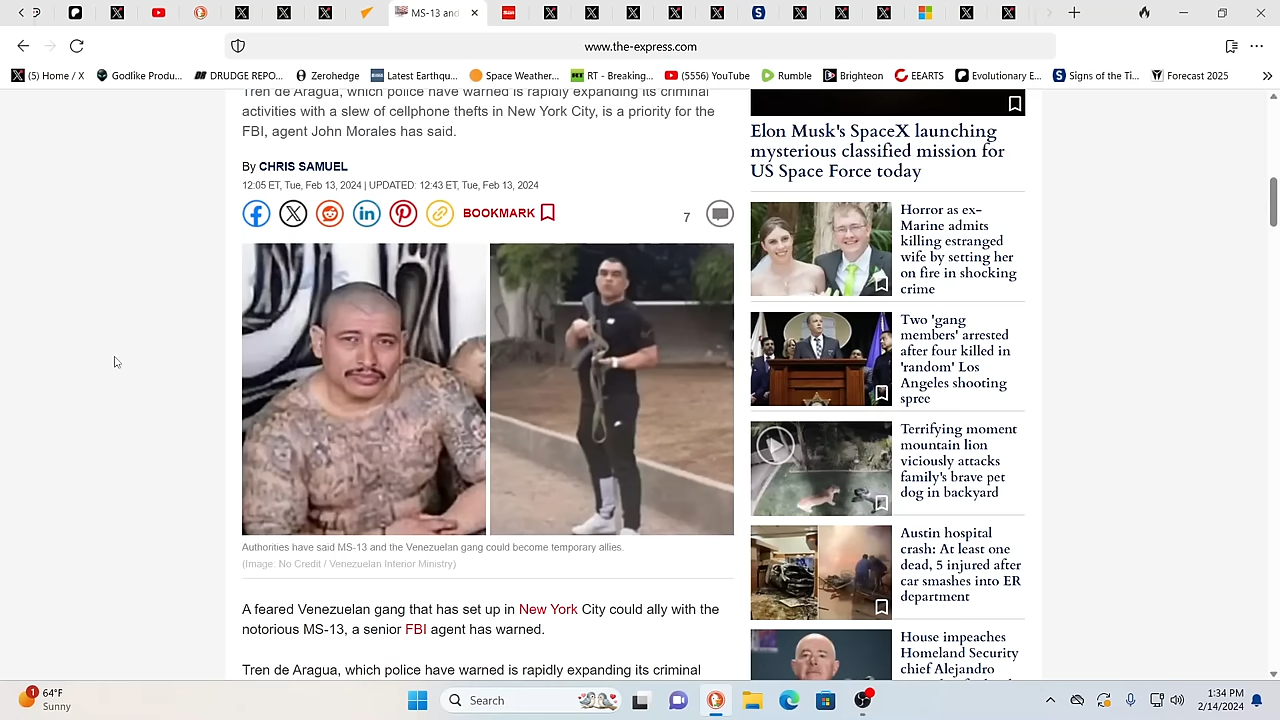 MS-13 and
www.the-express.com
(5) Home / X
Godlike Produ...
DRUDGE REPO...
Zerohedge
Latest Earthqu...
Space Weather...
RT - Breaking...
(5556) YouTube
Rumble
Brighteon
EEARTS
Evolutionary E...
Signs of the Ti...
Forecast 2025
Tren de Aragua, which police have warned is rapidly expanding its criminal
activities with a slew of cellphone thefts in New York City, is a priority for the
FBI, agent John Morales has said.
By CHRIS SAMUEL
12:05 ET, Tue, Feb 13, 2024 | UPDATED: 12:43 ET, Tue, Feb 13, 2024
BOOKMARK
7
Authorities have said MS-13 and the Venezuelan gang could become temporary allies.
(Image: No Credit / Venezuelan Interior Ministry)
A feared Venezuelan gang that has set up in New York City could ally with the
notorious MS-13, a senior FBI agent has warned.
Tren de Aragua, which police have warned is rapidly expanding its criminal
Elon Musk's SpaceX launching
mysterious classified mission for
US Space Force today
Horror as ex-
Marine admits
killing estranged
wife by setting her
on fire in shocking
crime
Two 'gang
members' arrested
after four killed in
'random' Los
Angeles shooting
spree
Terrifying moment
mountain lion
viciously attacks
family's brave pet
dog in backyard
Austin hospital
crash: At least one
dead, 5 injured after
car smashes into ER
department
House impeaches
Homeland Security
chief Alejandro
1
64°F
Sunny
Search
1:34 PM
2/14/2024